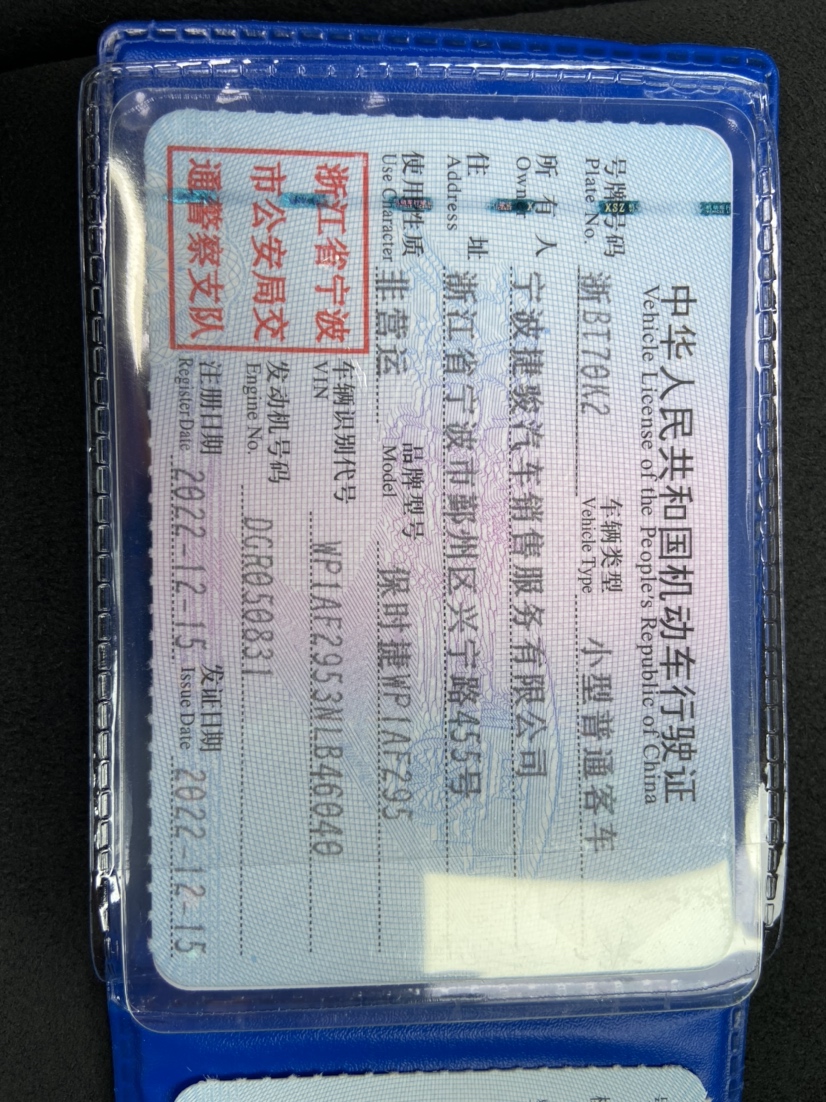 中华人民共和国机动车行驶证
Vehicle License of the People's Republic of China
号牌号码 浙BT70K2 车辆类型 小型普通客车
Plate No. Vehicle Type
所有人 宁波捷骏汽车销售服务有限公司
Owner
住址 浙江省宁波市鄞州区兴宁路455号
Address
使用性质 非营运 品牌型号 保时捷WP1AF295
Use Character Model
浙江省宁波
市公安局交
通警察支队
车辆识别代号 WP1AF2953NLB46040
VIN
发动机号码 DGR050831
Engine No.
注册日期 2022-12-15 发证日期 2022-12-15
Register Date Issue Date